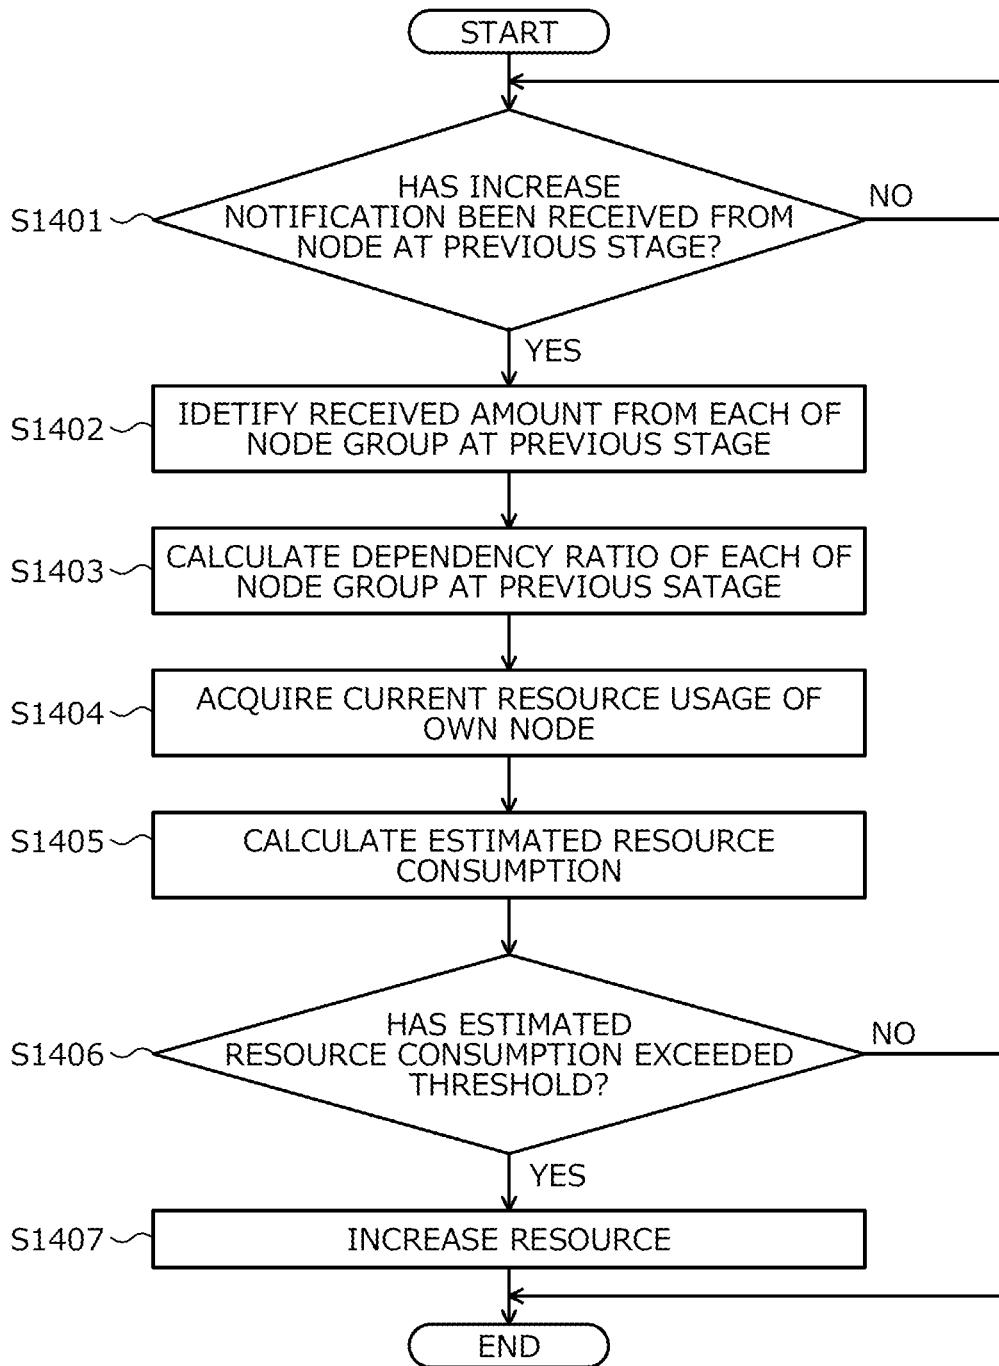 START
HAS INCREASE
NOTIFICATION BEEN RECEIVED FROM
NODE AT PREVIOUS STAGE?
S1401
NO
YES
S1402
IDETIFY RECEIVED AMOUNT FROM EACH OF
NODE GROUP AT PREVIOUS STAGE
S1403
CALCULATE DEPENDENCY RATIO OF EACH OF
NODE GROUP AT PREVIOUS SATAGE
S1404
ACQUIRE CURRENT RESOURCE USAGE OF
OWN NODE
S1405
CALCULATE ESTIMATED RESOURCE
CONSUMPTION
S1406
HAS ESTIMATED
RESOURCE CONSUMPTION EXCEEDED
THRESHOLD?
NO
YES
S1407
INCREASE RESOURCE
END